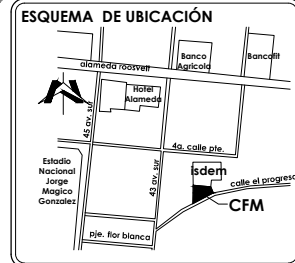 ESQUEMA DE UBICACIÓN
Banco
Agricola
Bancofit
alameda roosvelt
Hotel
Alameda
45 av. sur
4a. calle pte.
Estadio
Nacional
Jorge
Magico
Gonzalez
43 av. sur
isdem
calle el progreso
CFM
pje. flor blanca